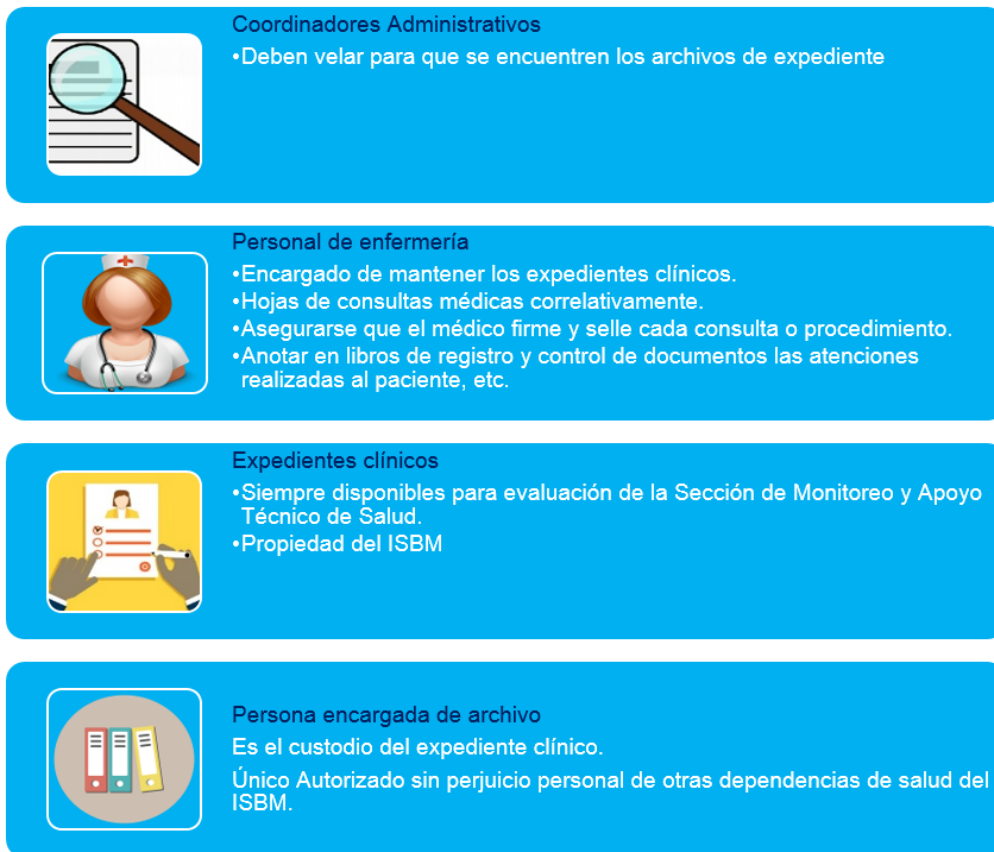 Coordinadores Administrativos
•Deben velar para que se encuentren los archivos de expediente
Personal de enfermería
•Encargado de mantener los expedientes clínicos.
•Hojas de consultas médicas correlativamente.
•Asegurarse que el médico firme y selle cada consulta o procedimiento.
•Anotar en libros de registro y control de documentos las atenciones
realizadas al paciente, etc.
Expedientes clínicos
•Siempre disponibles para evaluación de la Sección de Monitoreo y Apoyo
Técnico de Salud.
•Propiedad del ISBM
Persona encargada de archivo
Es el custodio del expediente clínico.
Único Autorizado sin perjuicio personal de otras dependencias de salud del
ISBM.